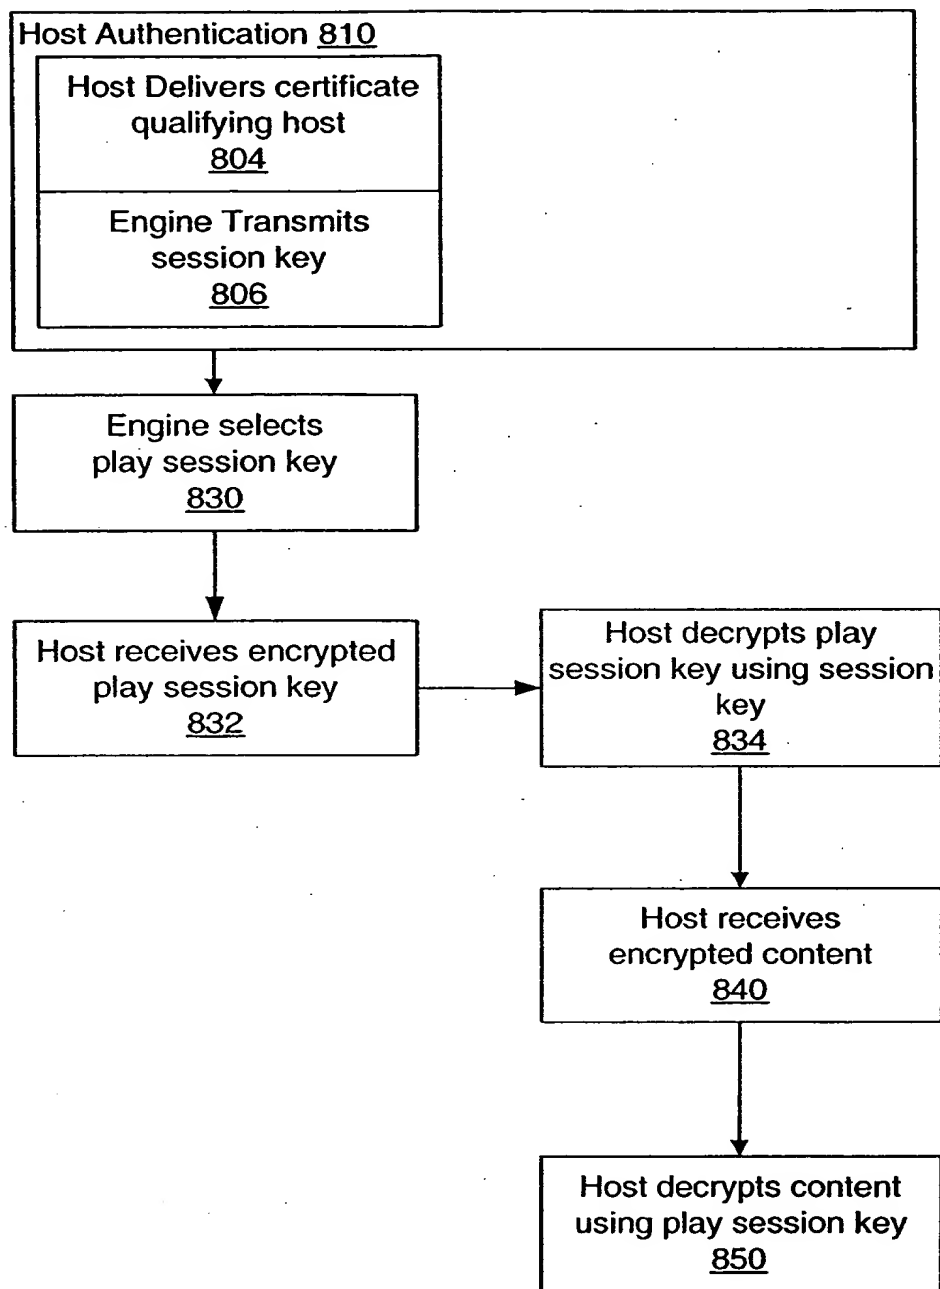 Host Authentication 810
Host Delivers certificate
qualifying host
804
Engine Transmits
session key
806
Engine selects
play session key
830
Host receives encrypted
play session key
832
Host decrypts play
session key using session
key
834
Host receives
encrypted content
840
Host decrypts content
using play session key
850